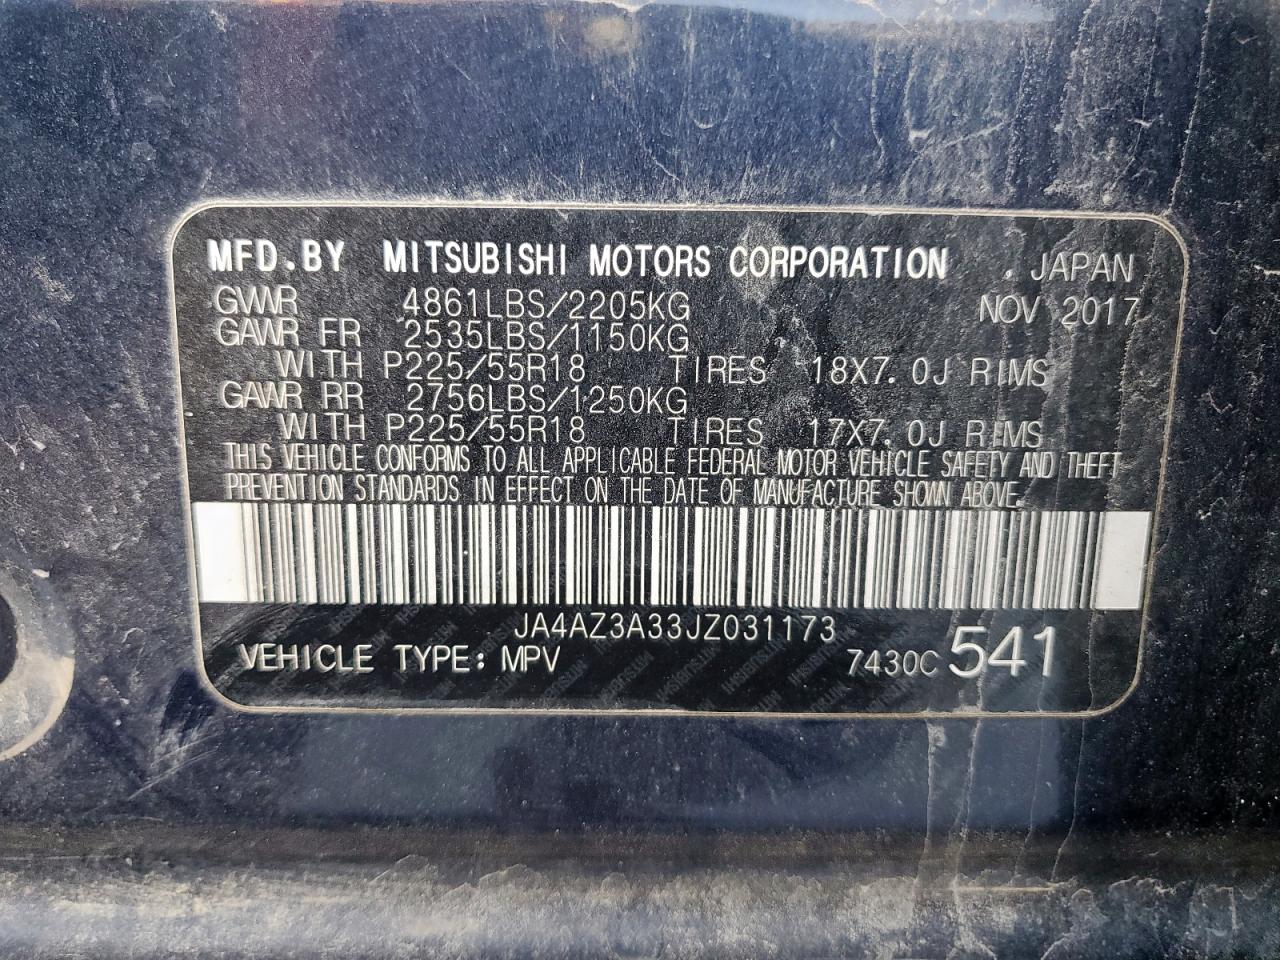 MFD.BY MITSUBISHI MOTORS CORPORATION . JAPAN
GVWR 4861LBS/2205KG NOV 2017
GAWR FR 2535LBS/1150KG
WITH P225/55R18 TIRES 18X7.0J RIMS
GAWR RR 2756LBS/1250KG
WITH P225/55R18 TIRES 17X7.0J RIMS
THIS VEHICLE CONFORMS TO ALL APPLICABLE FEDERAL MOTOR VEHICLE SAFETY AND THEFT
PREVENTION STANDARDS IN EFFECT ON THE DATE OF MANUFACTURE SHOWN ABOVE.
JA4AZ3A33JZ031173
VEHICLE TYPE: MPV 7430C 541